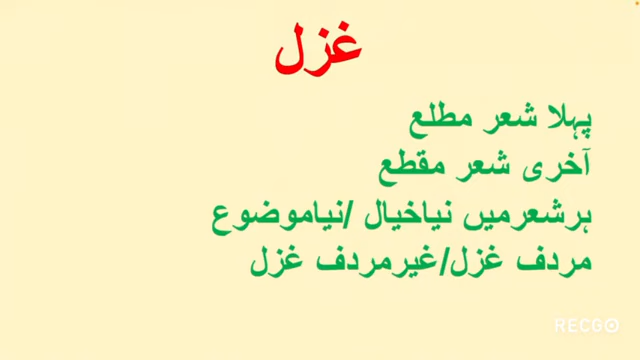 غزل
پہلا شعر مطلع
آخری شعر مقطع
ہرشعرمیں نیاخیال /نیاموضوع
مردف غزل/غیرمردف غزل
RECGO